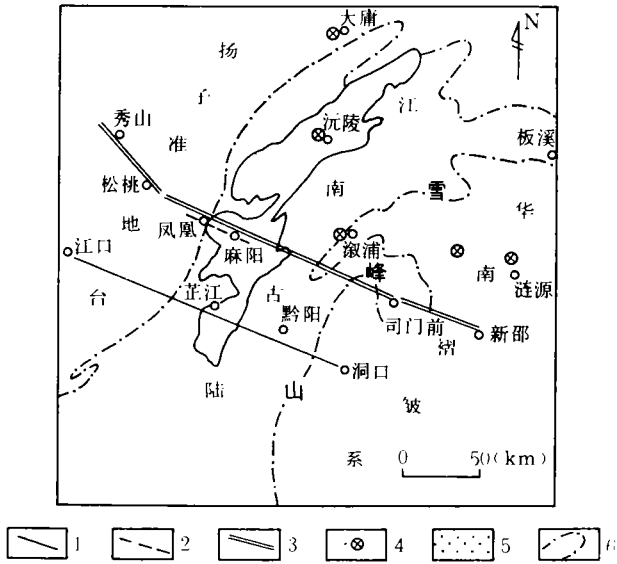 大庸
N
扬
子
准
地
台
秀山
沅陵
江
南
古
陆
板溪
松桃
雪
峰
山
华
南
褶
皱
系
凤凰
溆浦
江口
麻阳
涟源
芷江
黔阳
司门前
新邵
洞口
0 50(km)
1 2 3 4 5 6